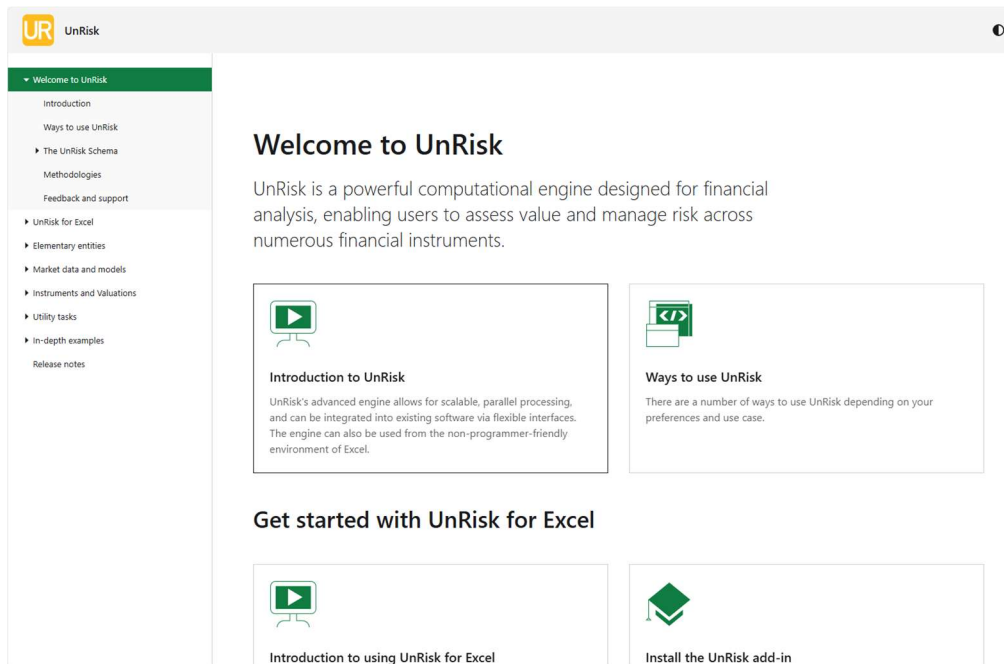 UR
UnRisk
Welcome to UnRisk
Introduction
Ways to use UnRisk
The UnRisk Schema
Methodologies
Feedback and support
UnRisk for Excel
Elementary entities
Market data and models
Instruments and Valuations
Utility tasks
In-depth examples
Release notes
Welcome to UnRisk
UnRisk is a powerful computational engine designed for financial
analysis, enabling users to assess value and manage risk across
numerous financial instruments.
Introduction to UnRisk
UnRisk's advanced engine allows for scalable, parallel processing,
and can be integrated into existing software via flexible interfaces.
The engine can also be used from the non-programmer-friendly
environment of Excel.
</>
Ways to use UnRisk
There are a number of ways to use UnRisk depending on your
preferences and use case.
Get started with UnRisk for Excel
Introduction to using UnRisk for Excel
Install the UnRisk add-in